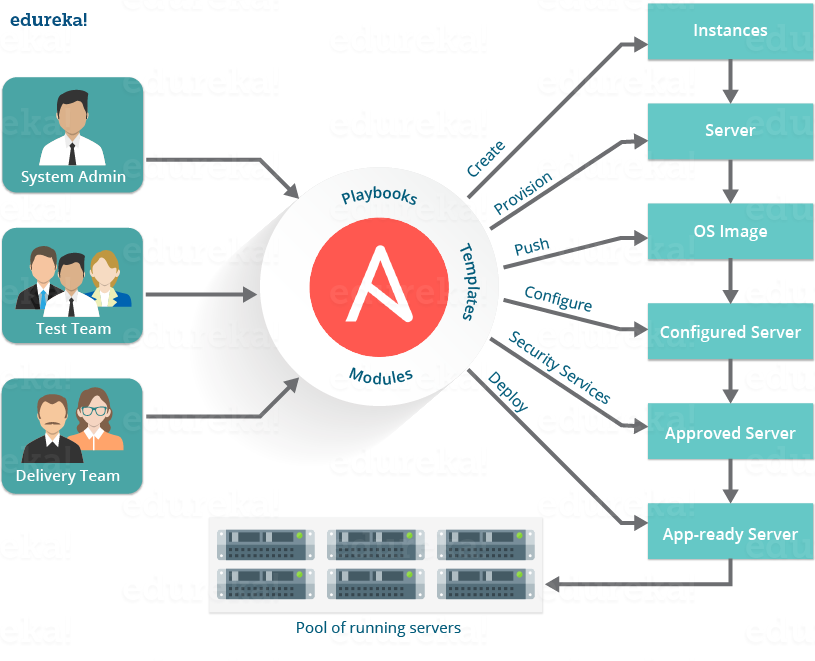 edureka!
System Admin
Test Team
Delivery Team
Playbooks
Templates
Modules
Create
Provision
Push
Configure
Security Services
Deploy
Instances
Server
OS Image
Configured Server
Approved Server
App-ready Server
Pool of running servers